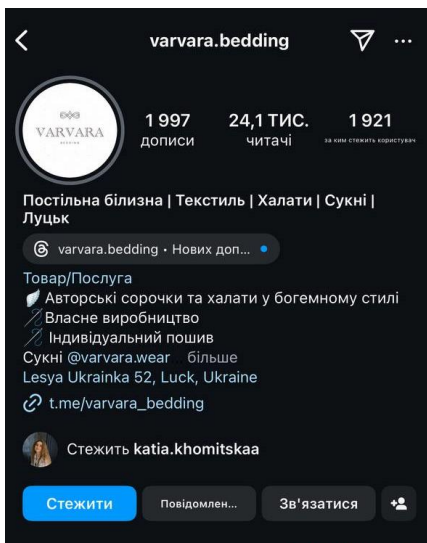 varvara.bedding
VARVARA
BEDDING
1 997 24,1 ТИС. 1 921
дописи читачі за ким стежить користувач
Постільна білизна | Текстиль | Халати | Сукні |
Луцьк
varvara.bedding • Нових доп...
Товар/Послуга
Авторські сорочки та халати у богемному стилі
Власне виробництво
Індивідуальний пошив
Сукні @varvara.wear більше
Lesya Ukrainka 52, Luck, Ukraine
t.me/varvara_bedding
Стежить katia.khomitskaa
Стежити Повідомлен... Зв'язатися